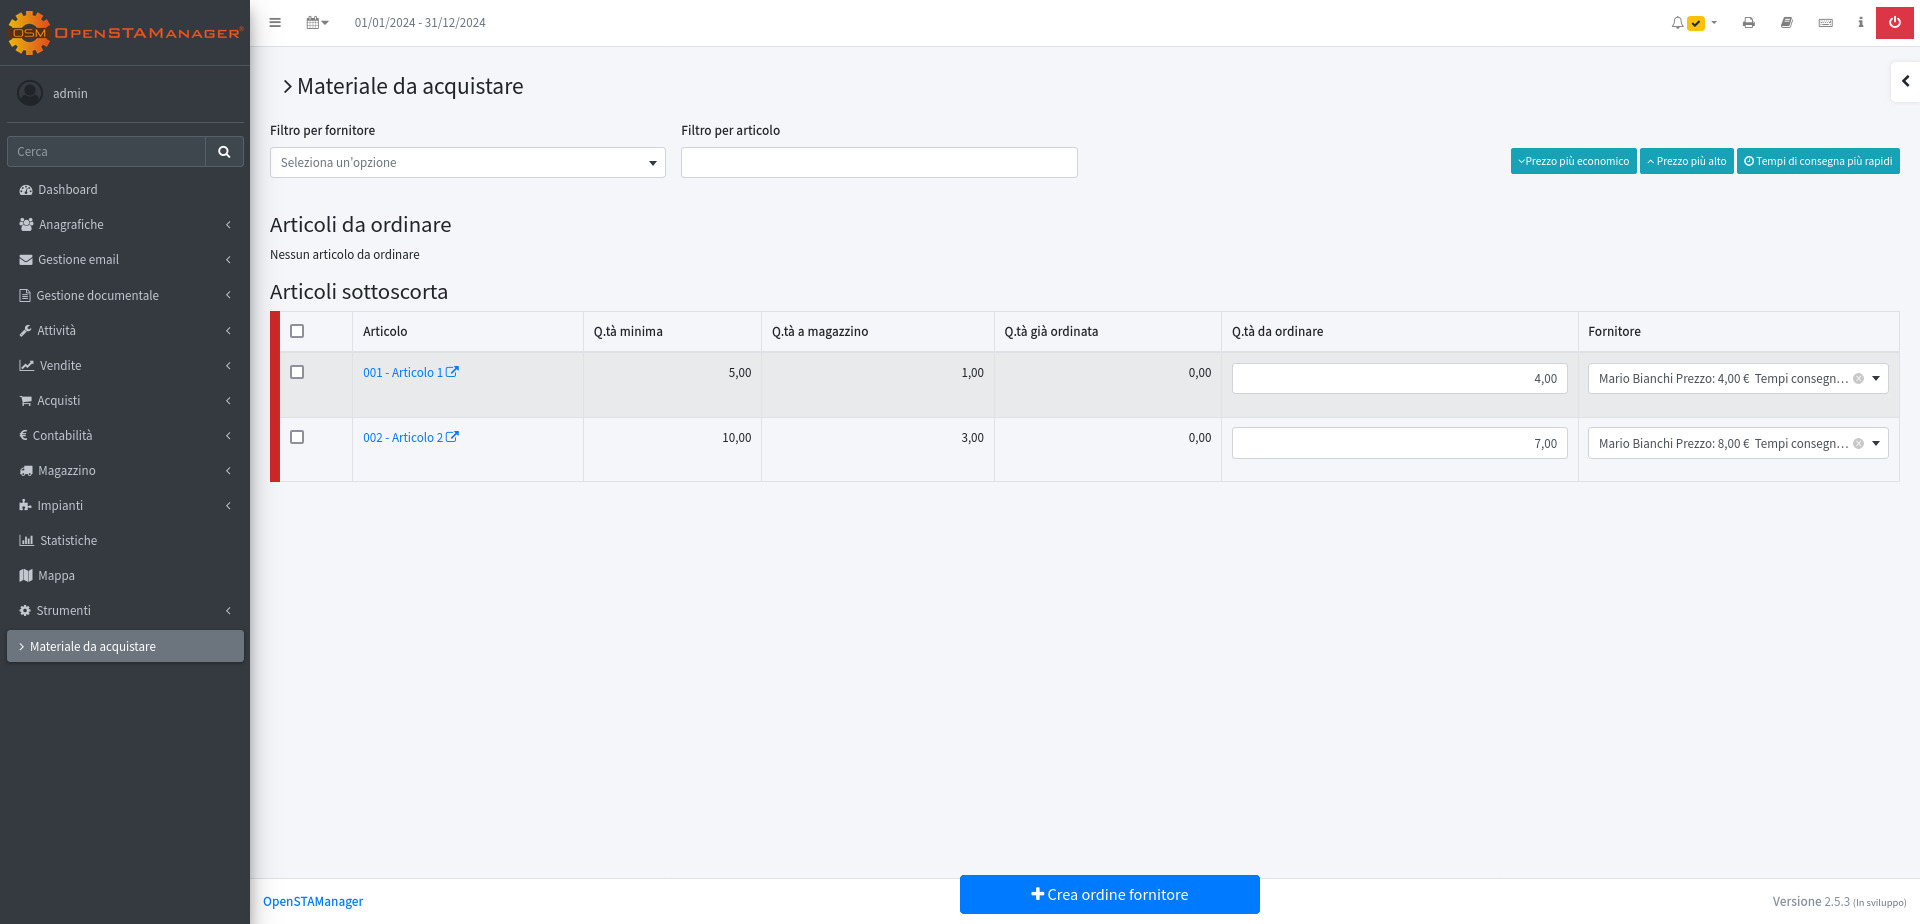 OSM OPENSTAMANAGER
01/01/2024 - 31/12/2024
admin
Cerca
Dashboard
Anagrafiche
Gestione email
Gestione documentale
Attività
Vendite
Acquisti
Contabilità
Magazzino
Impianti
Statistiche
Mappa
Strumenti
Materiale da acquistare
Materiale da acquistare
Filtro per fornitore
Filtro per articolo
Seleziona un'opzione
Prezzo più economico
Prezzo più alto
Tempi di consegna più rapidi
Articoli da ordinare
Nessun articolo da ordinare
Articoli sottoscorta
Articolo Q.tà minima Q.tà a magazzino Q.tà già ordinata Q.tà da ordinare Fornitore
001 - Articolo 1 5,00 1,00 0,00 4,00 Mario Bianchi Prezzo: 4,00 € Tempi consegn...
002 - Articolo 2 10,00 3,00 0,00 7,00 Mario Bianchi Prezzo: 8,00 € Tempi consegn...
Crea ordine fornitore
OpenSTAManager
Versione 2.5.3 (In sviluppo)